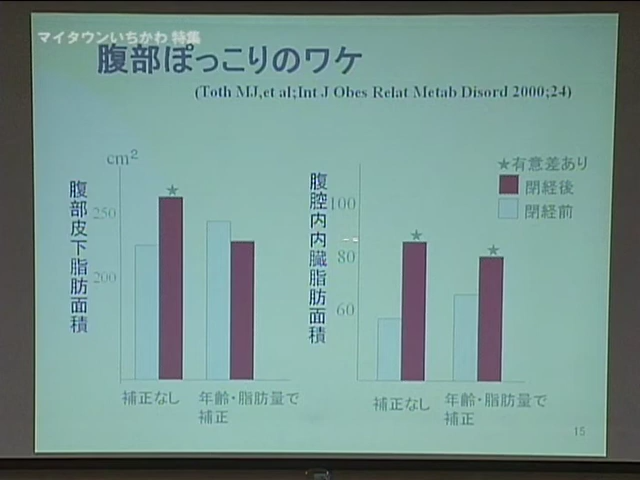 マイタウンいちかわ 特集
腹部ぽっこりのワケ
(Toth MJ,et al;Int J Obes Relat Metab Disord 2000;24)
cm²
腹部皮下脂肪面積
250
200
補正なし
年齢・脂肪量で
補正
腹腔内内臓脂肪面積
100
80
60
補正なし
年齢・脂肪量で
補正
★有意差あり
閉経後
閉経前
15